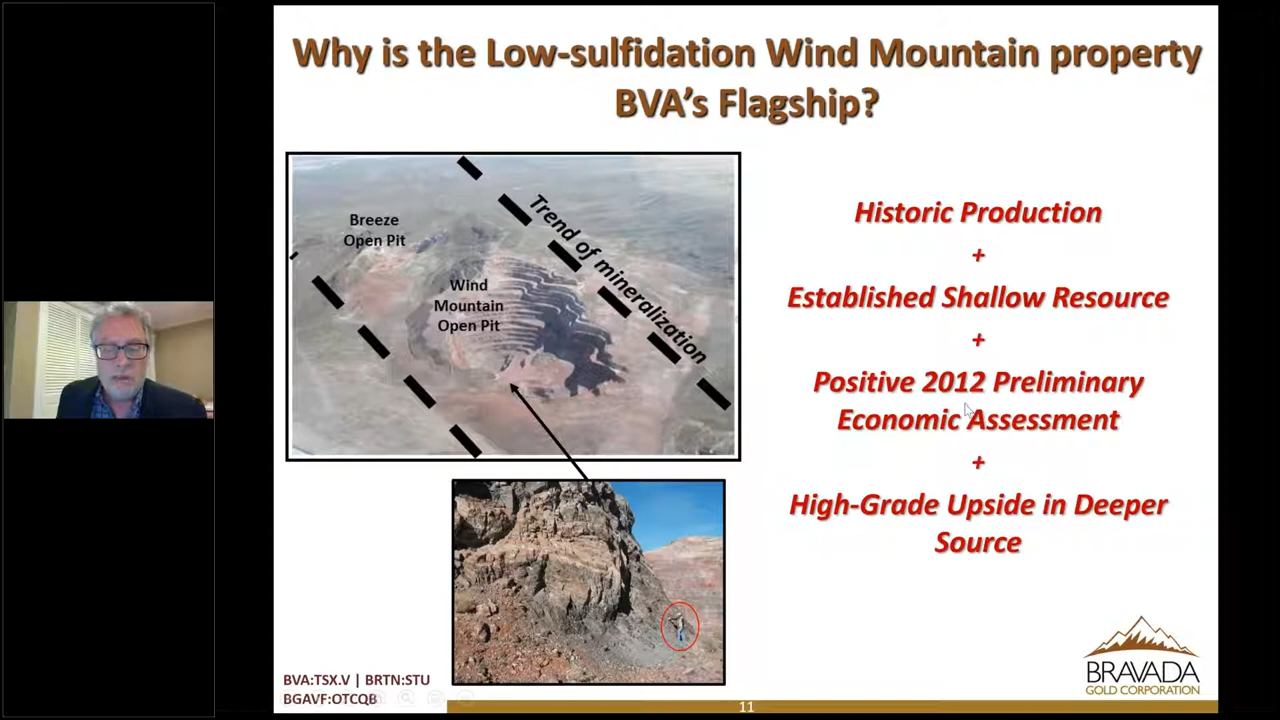 Why is the Low-sulfidation Wind Mountain property
BVA's Flagship?
Breeze
Open Pit
Trend of mineralization
Wind
Mountain
Open Pit
Historic Production
+
Established Shallow Resource
+
Positive 2012 Preliminary
Economic Assessment
+
High-Grade Upside in Deeper
Source
BVA:TSX.V | BRTN:STU
BGAVF:OTCQB
BRAVADA
GOLD CORPORATION
11